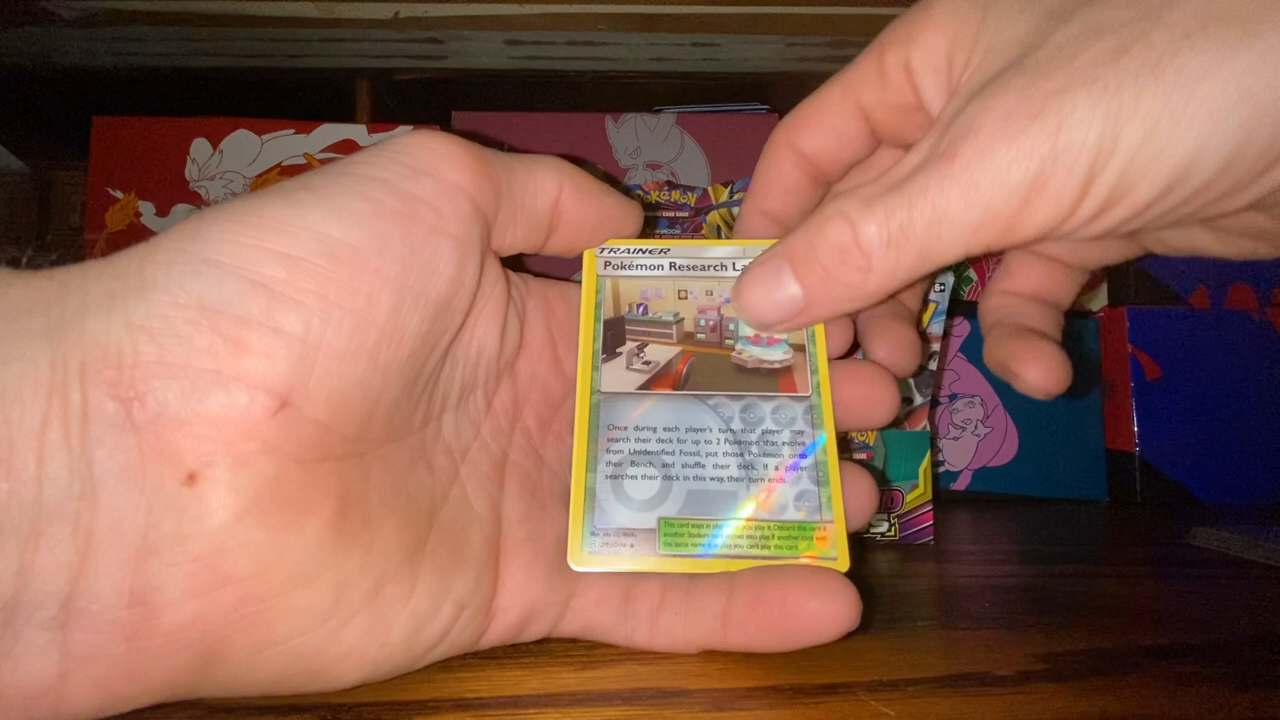 POKéMON
TRAINER
Pokémon Research La
6+
Once during each player's turn, that player may
search their deck for up to 2 Pokémon that evolve
from Unidentified Fossil, put those Pokémon onto
their Bench, and shuffle their deck. If a player
searches their deck in this way, their turn ends.
This card stays in play you play it. Discard this card if
another Stadium comes into play. If another card with
the same name is in play, you can't play this card.